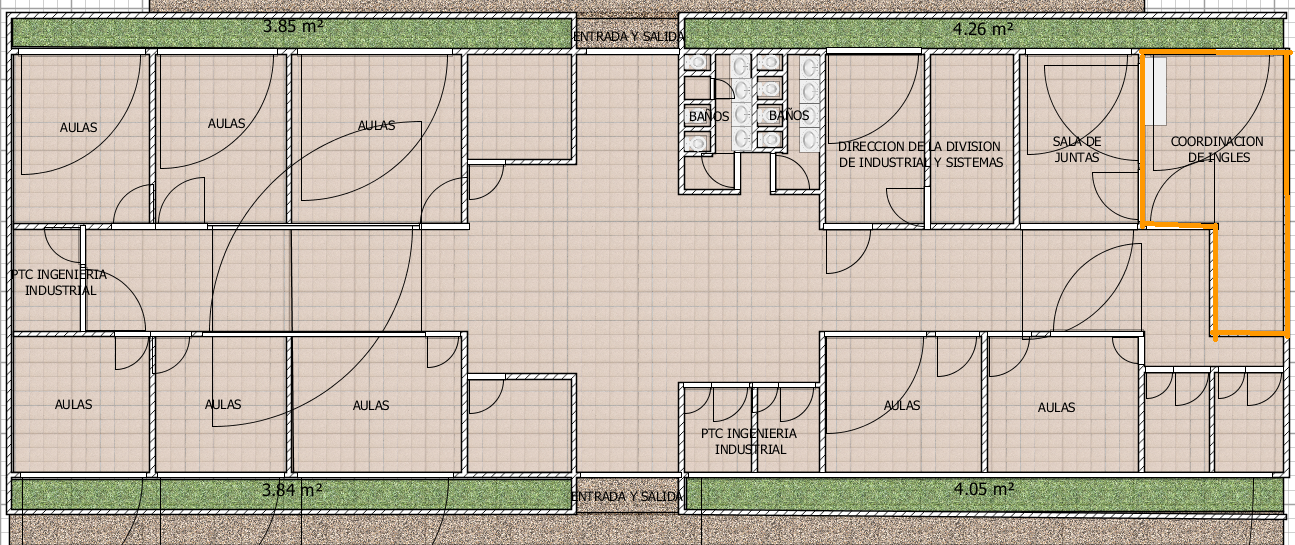 3.85 m²
ENTRADA Y SALIDA
4.26 m²
AULAS
AULAS
AULAS
BAÑOS
BAÑOS
DIRECCION DE LA DIVISION
DE INDUSTRIAL Y SISTEMAS
SALA DE
JUNTAS
COORDINACION
DE INGLES
PTC INGENIERIA
INDUSTRIAL
AULAS
AULAS
AULAS
PTC INGENIERIA
INDUSTRIAL
AULAS
AULAS
3.84 m²
ENTRADA Y SALIDA
4.05 m²